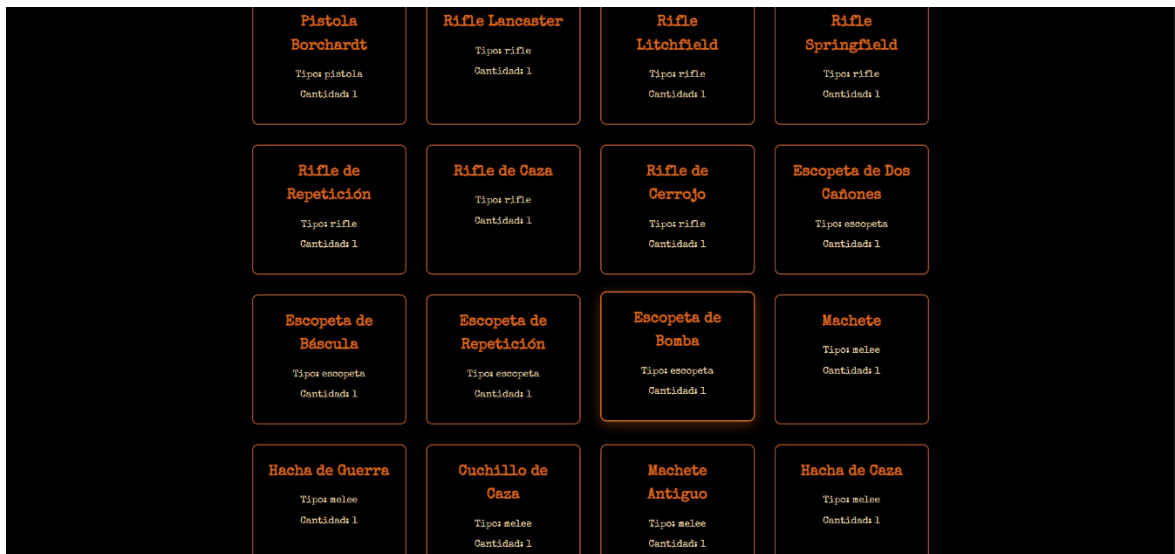 Pistola
Borchardt
Tipo: pistola
Cantidad: 1
Rifle Lancaster
Tipo: rifle
Cantidad: 1
Rifle
Litchfield
Tipo: rifle
Cantidad: 1
Rifle
Springfield
Tipo: rifle
Cantidad: 1
Rifle de
Repetición
Tipo: rifle
Cantidad: 1
Rifle de Caza
Tipo: rifle
Cantidad: 1
Rifle de
Cerrojo
Tipo: rifle
Cantidad: 1
Escopeta de Dos
Cañones
Tipo: escopeta
Cantidad: 1
Escopeta de
Báscula
Tipo: escopeta
Cantidad: 1
Escopeta de
Repetición
Tipo: escopeta
Cantidad: 1
Escopeta de
Bomba
Tipo: escopeta
Cantidad: 1
Machete
Tipo: melee
Cantidad: 1
Hacha de Guerra
Tipo: melee
Cantidad: 1
Cuchillo de
Caza
Tipo: melee
Cantidad: 1
Machete
Antiguo
Tipo: melee
Cantidad: 1
Hacha de Caza
Tipo: melee
Cantidad: 1